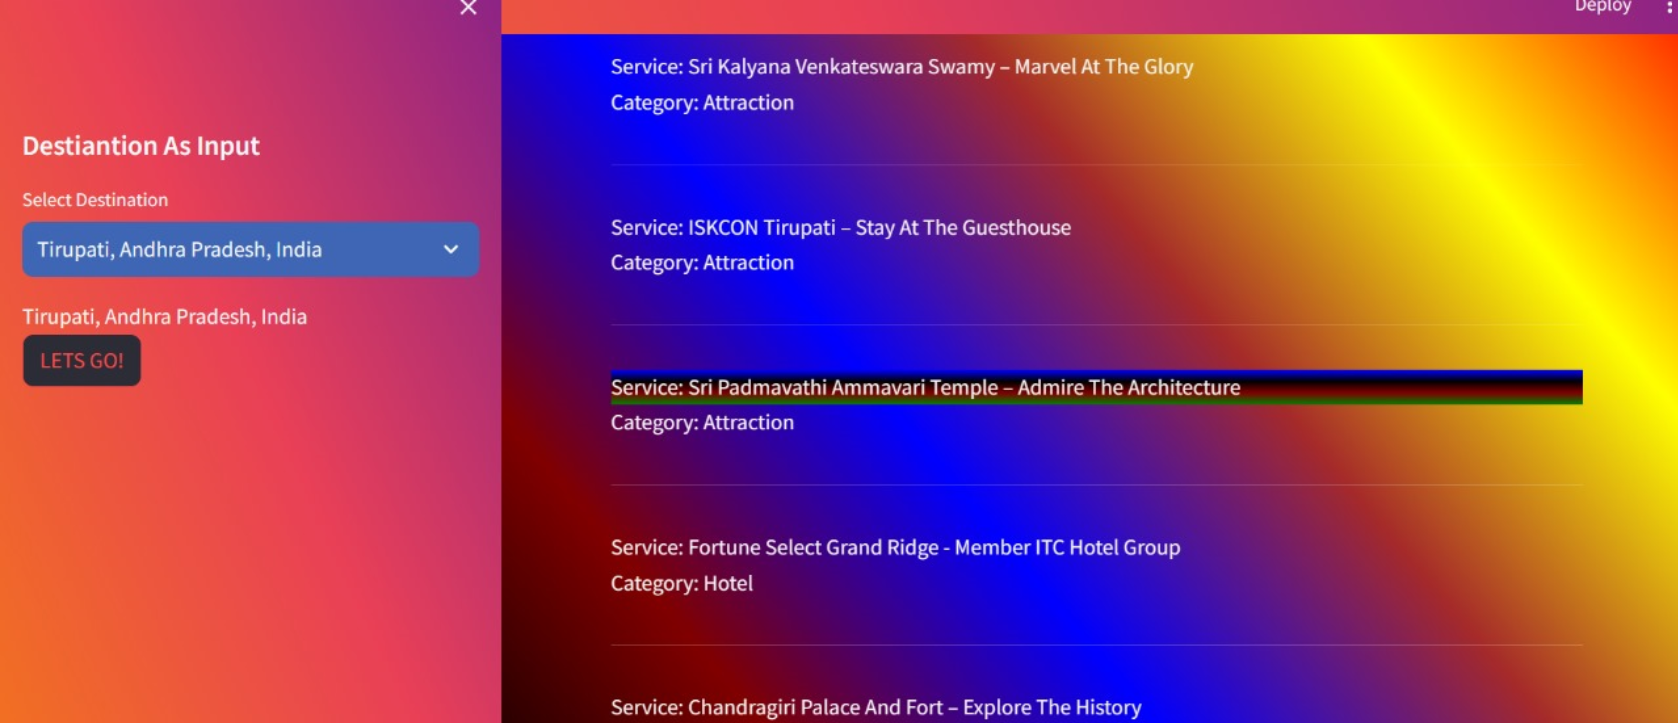 Deploy
Destiantion As Input
Select Destination
Tirupati, Andhra Pradesh, India
Tirupati, Andhra Pradesh, India
LETS GO!
Service: Sri Kalyana Venkateswara Swamy – Marvel At The Glory
Category: Attraction
Service: ISKCON Tirupati – Stay At The Guesthouse
Category: Attraction
Service: Sri Padmavathi Ammavari Temple – Admire The Architecture
Category: Attraction
Service: Fortune Select Grand Ridge - Member ITC Hotel Group
Category: Hotel
Service: Chandragiri Palace And Fort – Explore The History